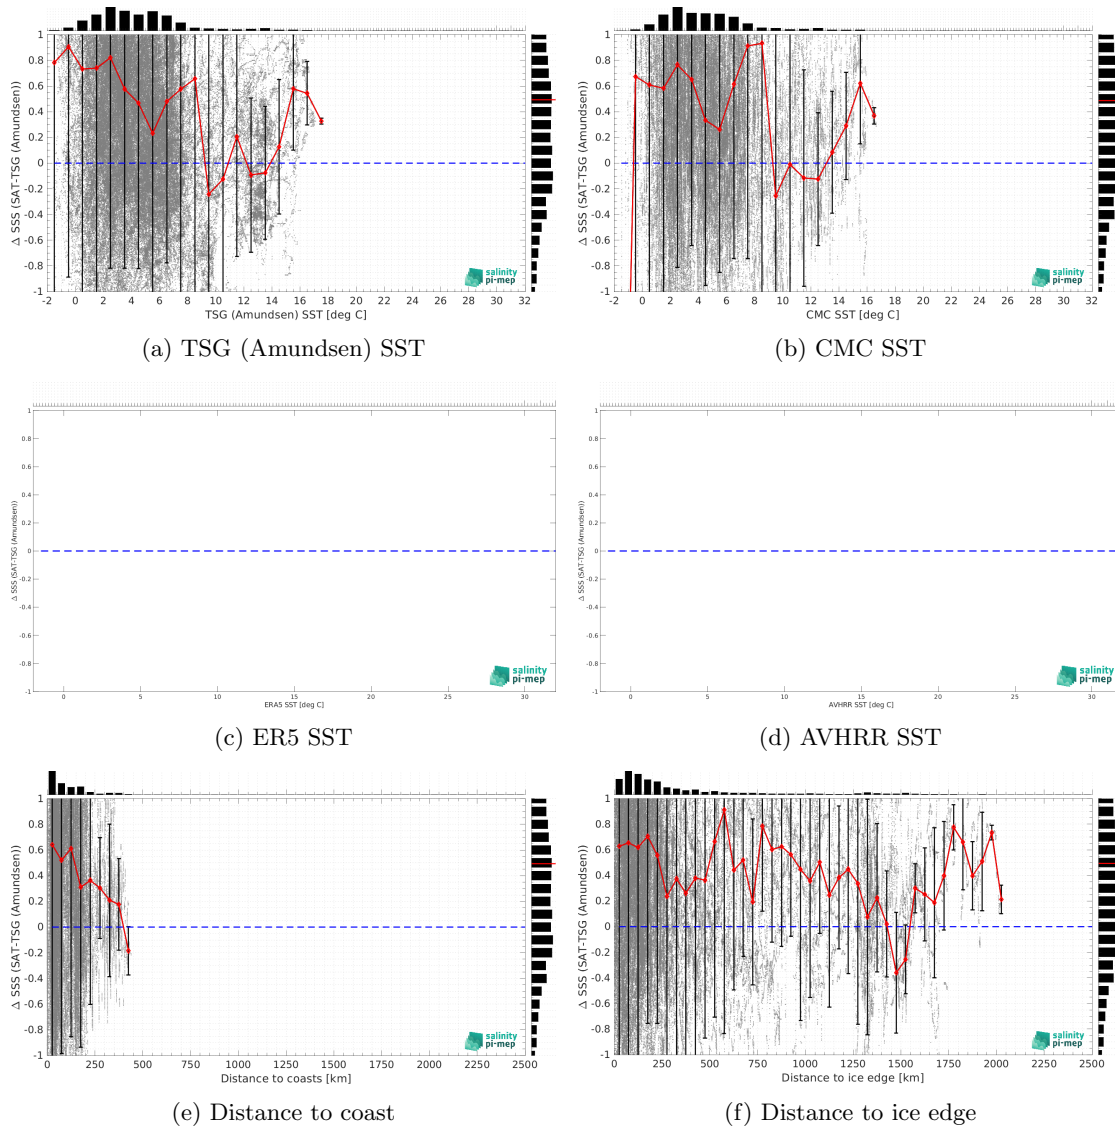 1
0.8
0.6
0.4
0.2
0
-0.2
-0.4
-0.6
-0.8
-1
Δ SSS (SAT-TSG (Amundsen))
-2 0 2 4 6 8 10 12 14 16 18 20 22 24 26 28 30 32
TSG (Amundsen) SST [deg C]
salinity
pi-mep
(a) TSG (Amundsen) SST
1
0.8
0.6
0.4
0.2
0
-0.2
-0.4
-0.6
-0.8
-1
Δ SSS (SAT-TSG (Amundsen))
-2 0 2 4 6 8 10 12 14 16 18 20 22 24 26 28 30 32
CMC SST [deg C]
salinity
pi-mep
(b) CMC SST
1
0.8
0.6
0.4
0.2
0
-0.2
-0.4
-0.6
-0.8
-1
Δ SSS (SAT-TSG (Amundsen))
0 5 10 15 20 25 30
ERA5 SST [deg C]
salinity
pi-mep
(c) ER5 SST
1
0.8
0.6
0.4
0.2
0
-0.2
-0.4
-0.6
-0.8
-1
Δ SSS (SAT-TSG (Amundsen))
0 5 10 15 20 25 30
AVHRR SST [deg C]
salinity
pi-mep
(d) AVHRR SST
1
0.8
0.6
0.4
0.2
0
-0.2
-0.4
-0.6
-0.8
-1
Δ SSS (SAT-TSG (Amundsen))
0 250 500 750 1000 1250 1500 1750 2000 2250 2500
Distance to coasts [km]
salinity
pi-mep
(e) Distance to coast
1
0.8
0.6
0.4
0.2
0
-0.2
-0.4
-0.6
-0.8
-1
Δ SSS (SAT-TSG (Amundsen))
0 250 500 750 1000 1250 1500 1750 2000 2250 2500
Distance to ice edge [km]
salinity
pi-mep
(f) Distance to ice edge